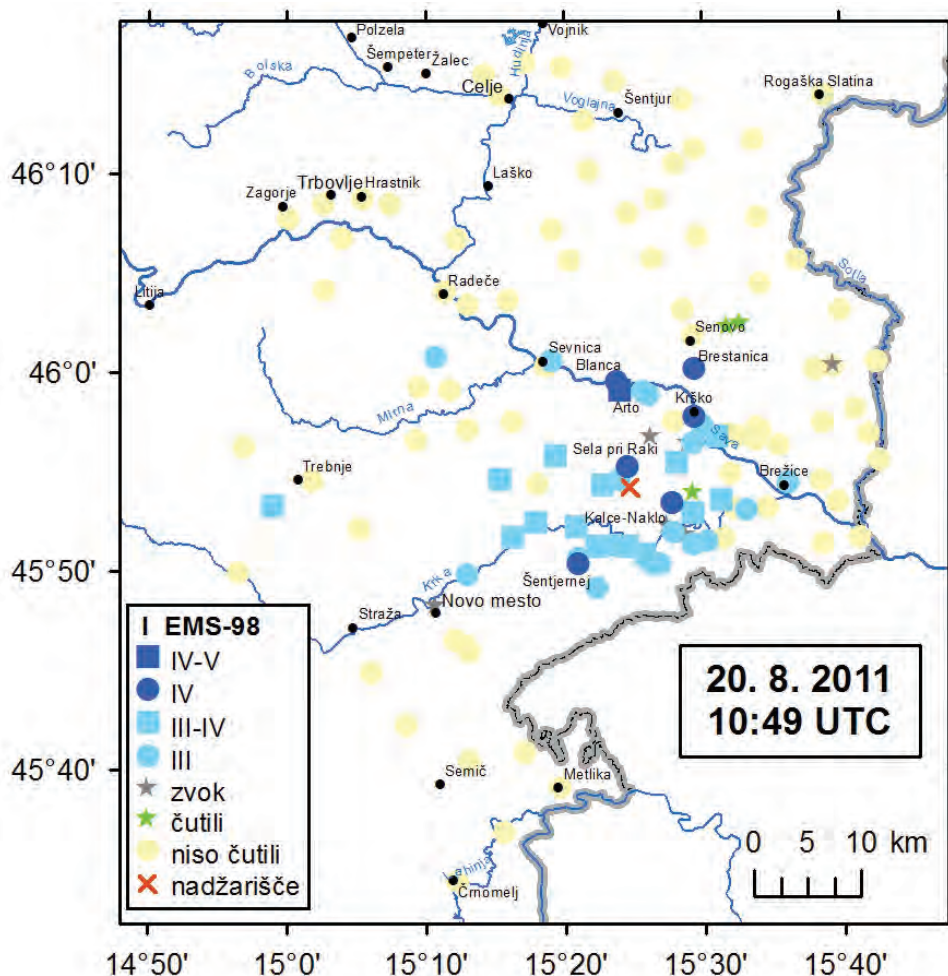 Polzela
Vojnik
Šempeter
Žalec
Hudinja
Bolska
Celje
Rogaška Slatina
Voglajna
Šentjur
46°10'
Laško
Trbovlje
Hrastnik
Zagorje
Sotla
Radeče
Litija
Senovo
Sevnica
46°0'
Blanca
Brestanica
Arto
Krško
Mirna
Sava
Sela pri Raki
Trebnje
Brežice
Kelce-Naklo
45°50'
Šentjernej
Krka
Novo mesto
Straža
I EMS-98
IV-V
IV
III-IV
III
zvok
čutili
niso čutili
nadžarišče
20. 8. 2011
10:49 UTC
45°40'
Semič
Metlika
0 5 10 km
Lahinja
Črnomelj
14°50' 15°0' 15°10' 15°20' 15°30' 15°40'